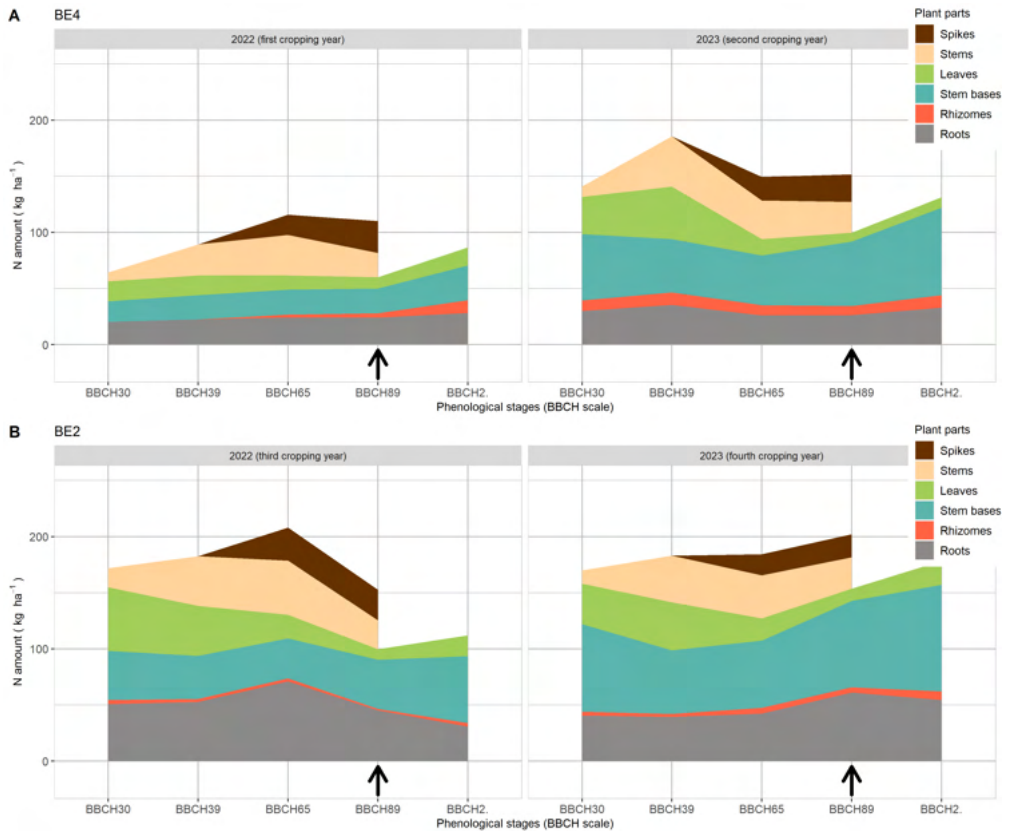 A BE4
Plant parts
Spikes
Stems
Leaves
Stem bases
Rhizomes
Roots
2022 (first cropping year)
2023 (second cropping year)
N amount ( kg ha⁻¹ )
200
100
0
BBCH30 BBCH39 BBCH65 BBCH89 BBCH2.
BBCH30 BBCH39 BBCH65 BBCH89 BBCH2.
Phenological stages (BBCH scale)
B BE2
Plant parts
Spikes
Stems
Leaves
Stem bases
Rhizomes
Roots
2022 (third cropping year)
2023 (fourth cropping year)
N amount ( kg ha⁻¹ )
200
100
0
BBCH30 BBCH39 BBCH65 BBCH89 BBCH2.
BBCH30 BBCH39 BBCH65 BBCH89 BBCH2.
Phenological stages (BBCH scale)